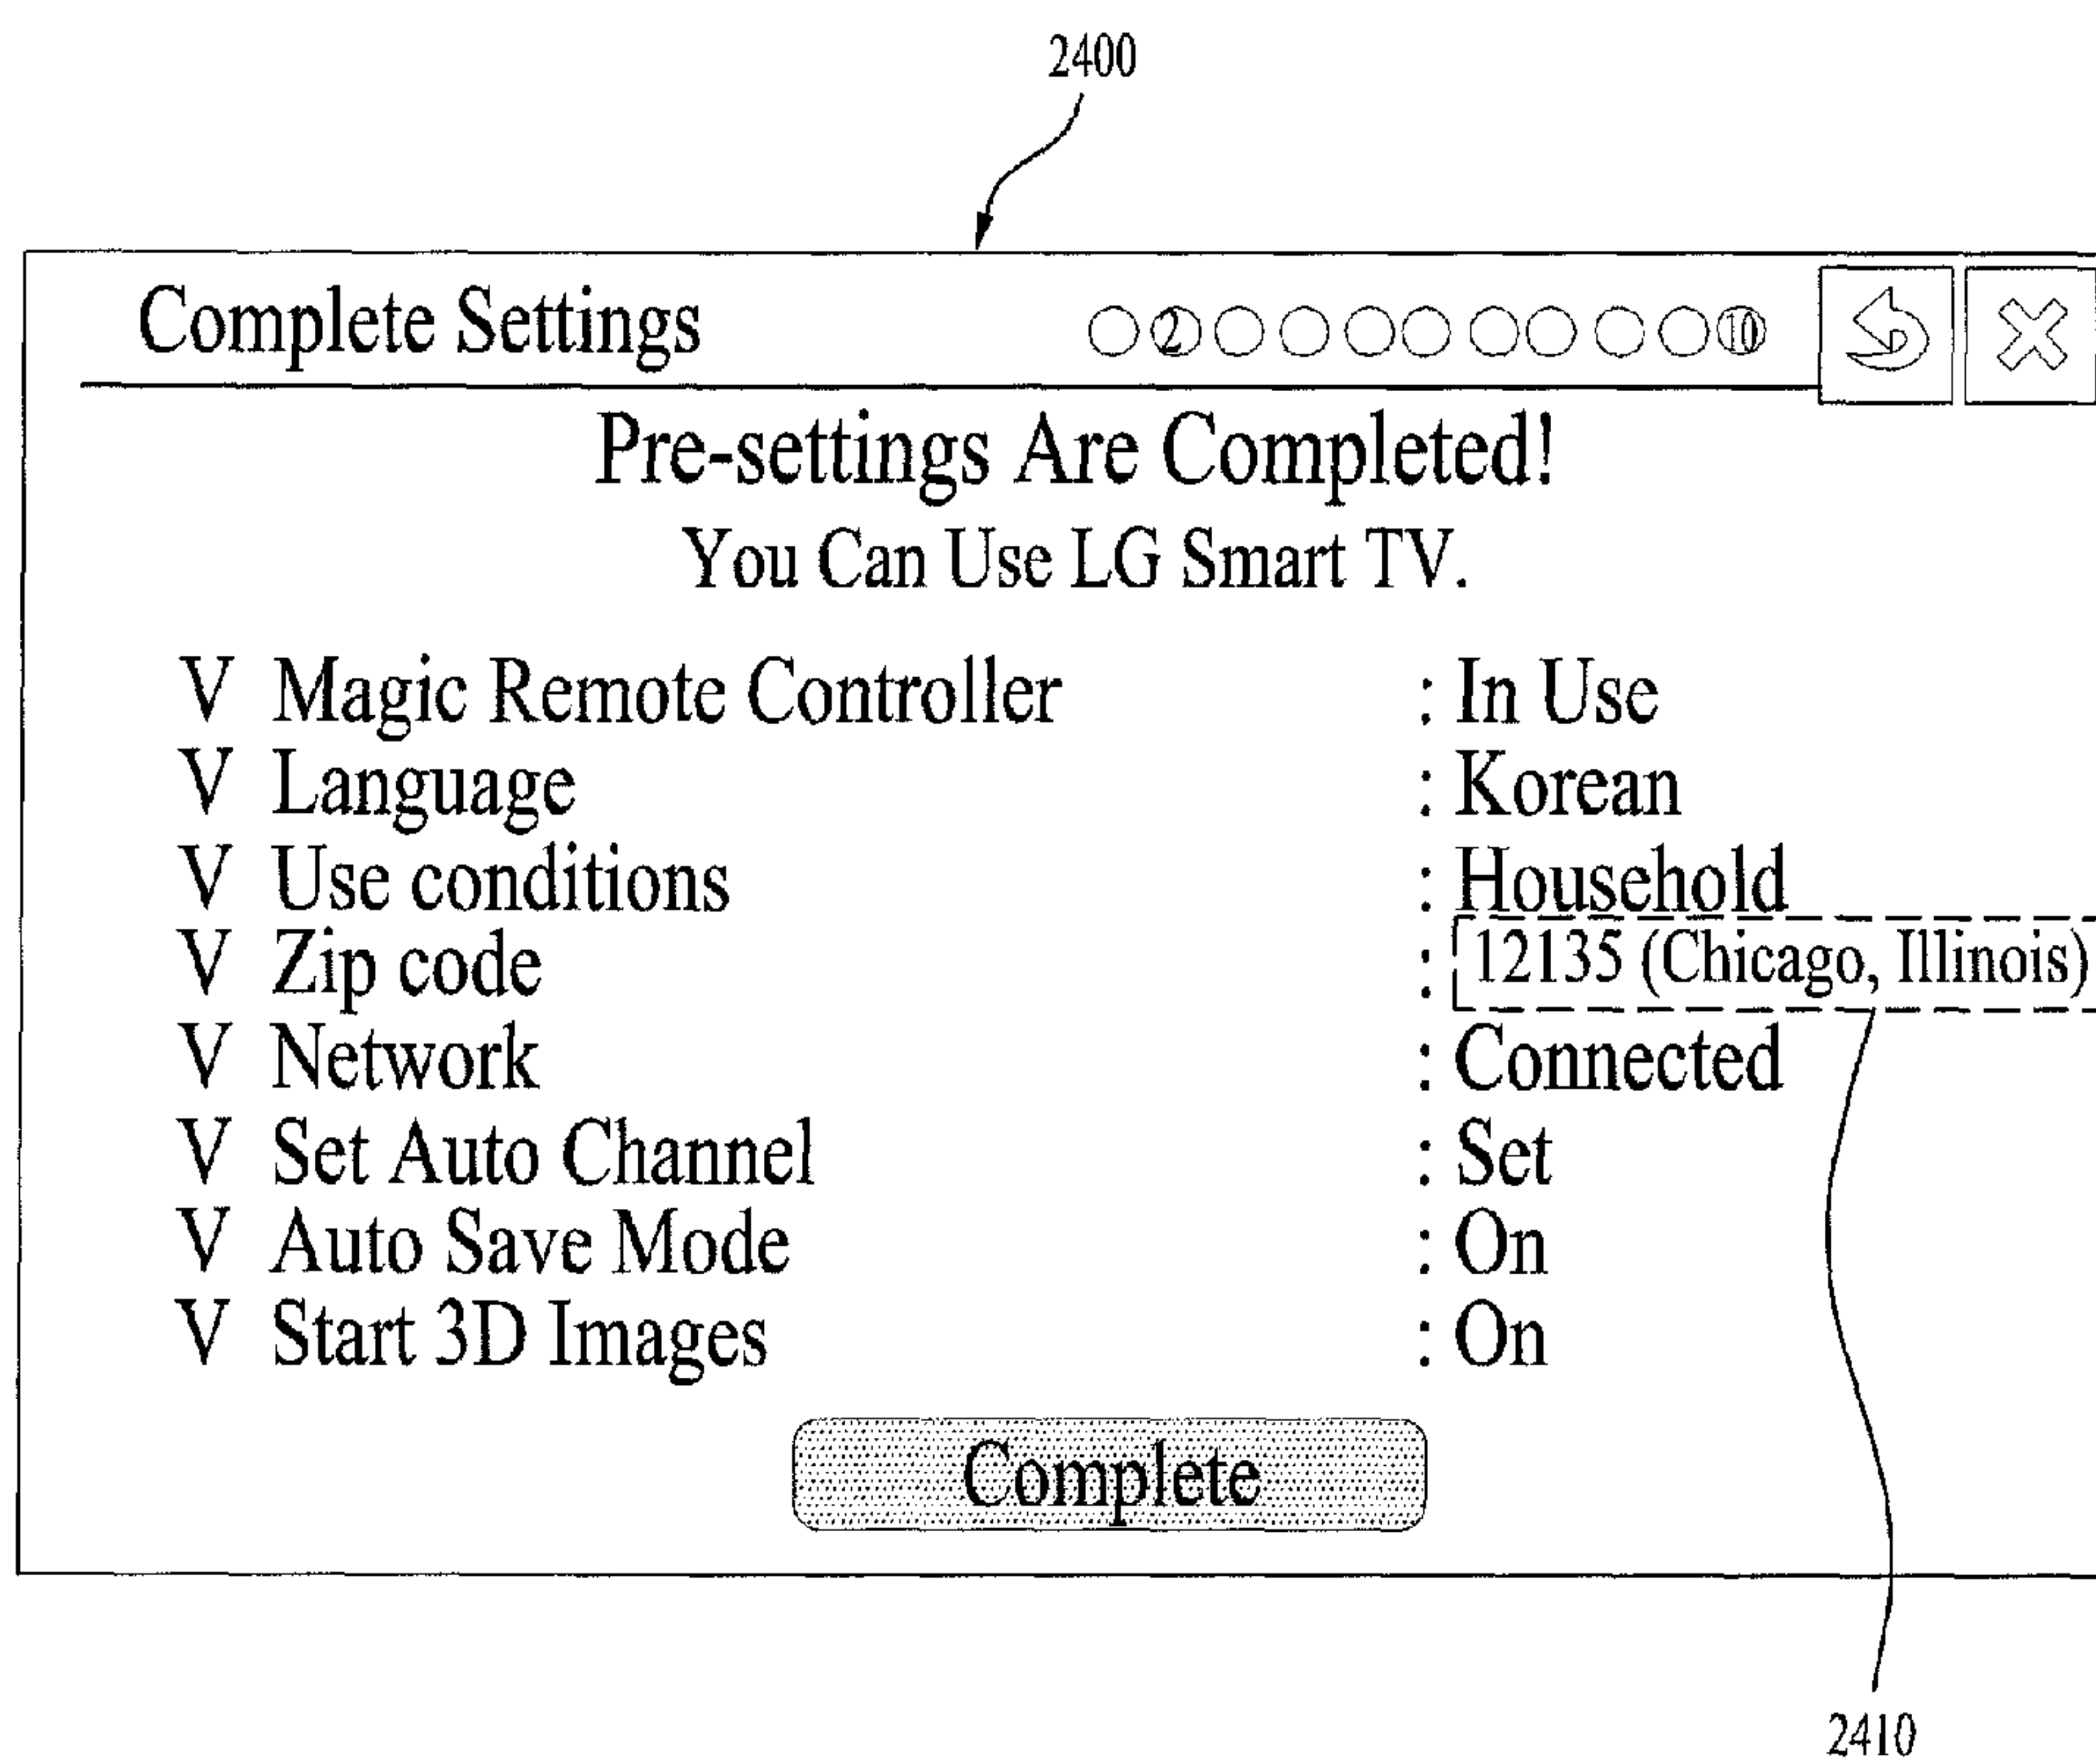 2400
Complete Settings 2 10
Pre-settings Are Completed!
You Can Use LG Smart TV.
V Magic Remote Controller : In Use
V Language : Korean
V Use conditions : Household
V Zip code : 12135 (Chicago, Illinois)
V Network : Connected
V Set Auto Channel : Set
V Auto Save Mode : On
V Start 3D Images : On
Complete
2410